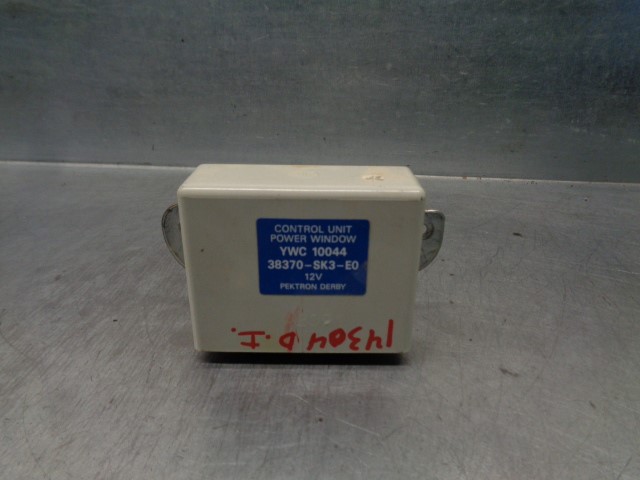 CONTROL UNIT
POWER WINDOW
YWC 10044
38370-SK3-E0
12V
PEKTRON DERBY
14304 D.I.